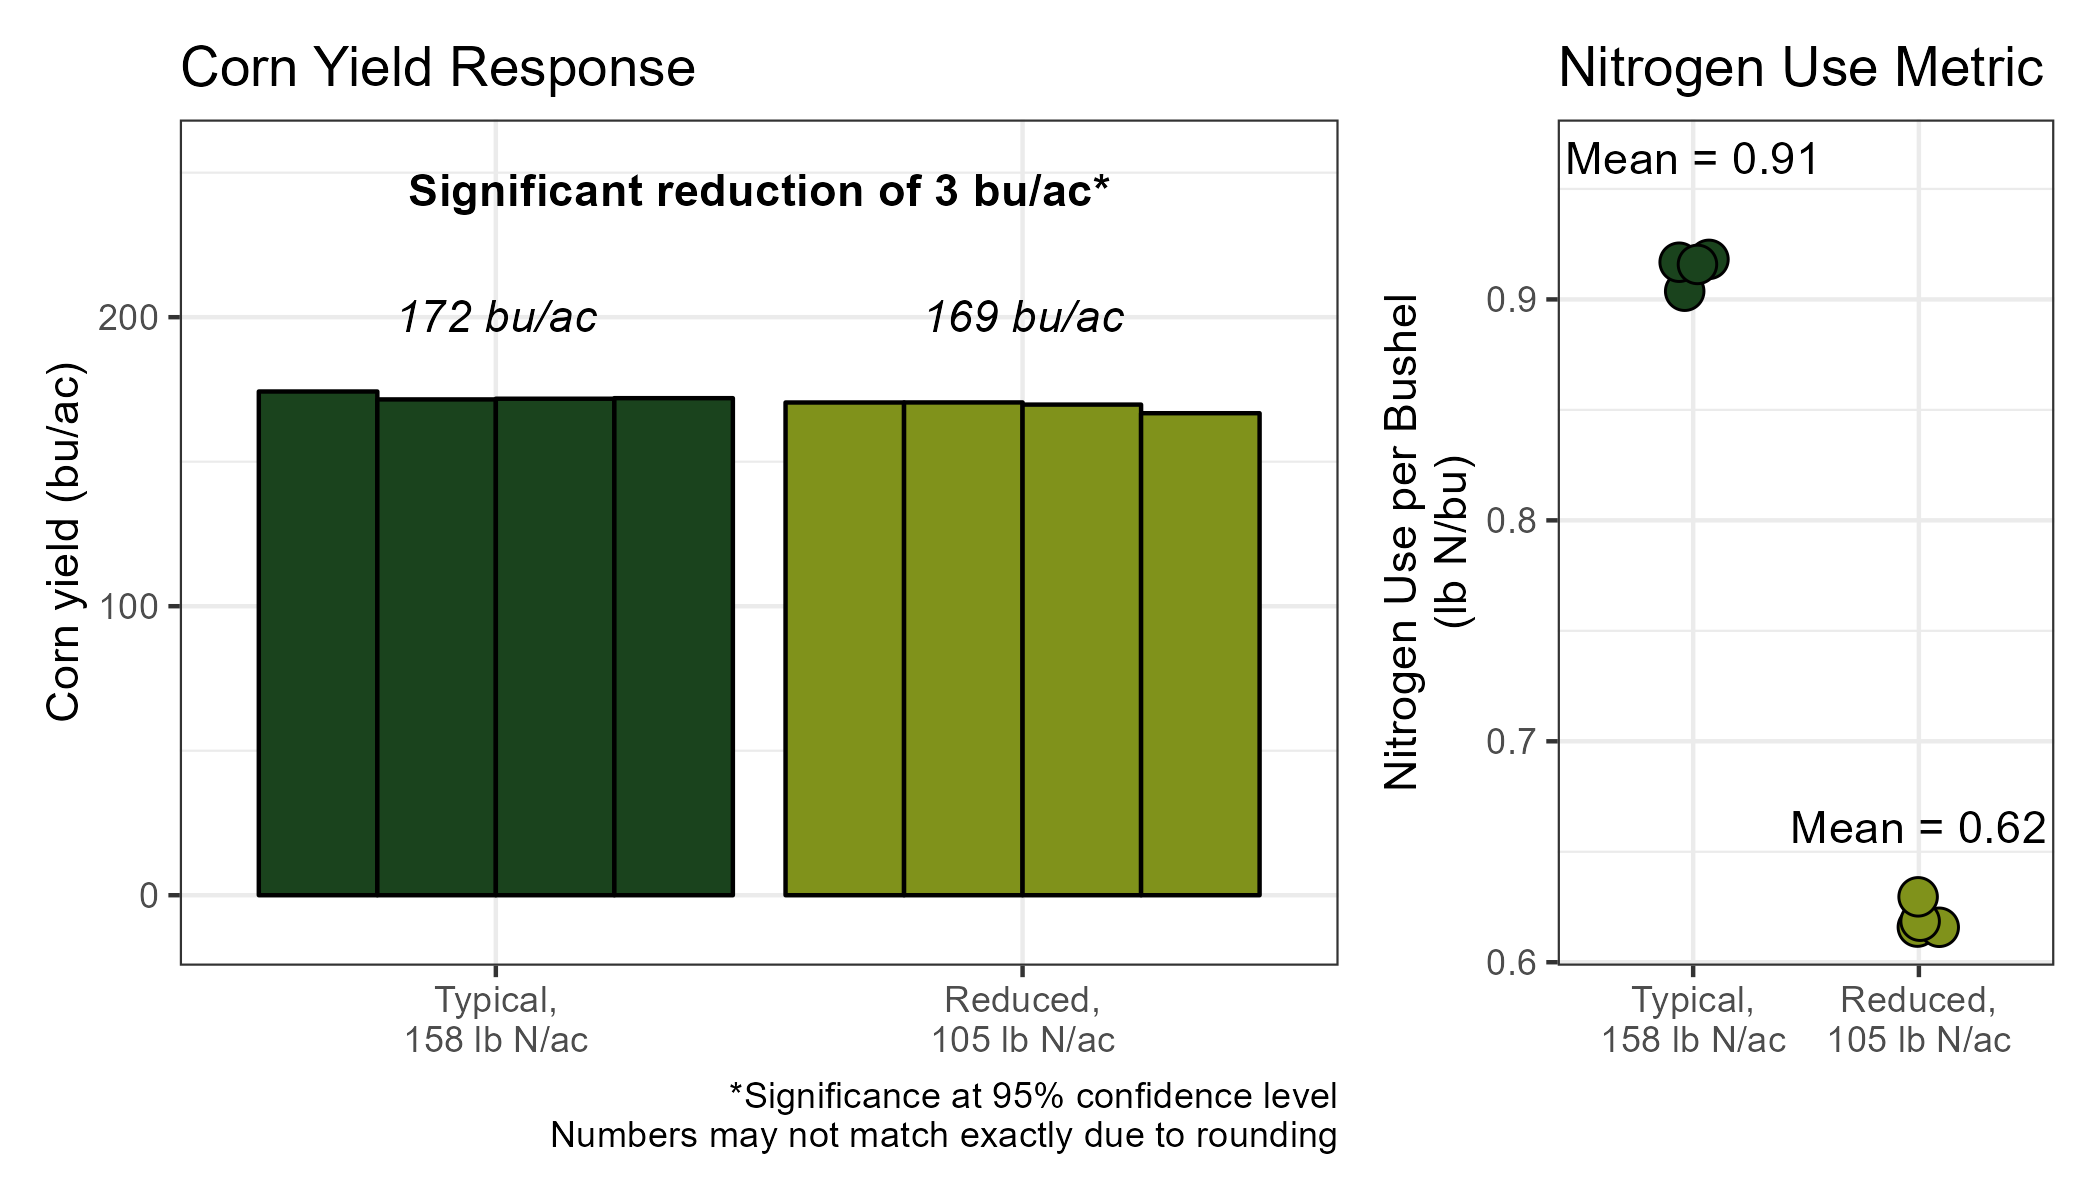 Corn Yield Response
Significant reduction of 3 bu/ac*
172 bu/ac
169 bu/ac
Corn yield (bu/ac)
200
100
0
Typical,
158 lb N/ac
Reduced,
105 lb N/ac
*Significance at 95% confidence level
Numbers may not match exactly due to rounding
Nitrogen Use Metric
Mean = 0.91
Mean = 0.62
Nitrogen Use per Bushel
(lb N/bu)
0.9
0.8
0.7
0.6
Typical,
158 lb N/ac
Reduced,
105 lb N/ac